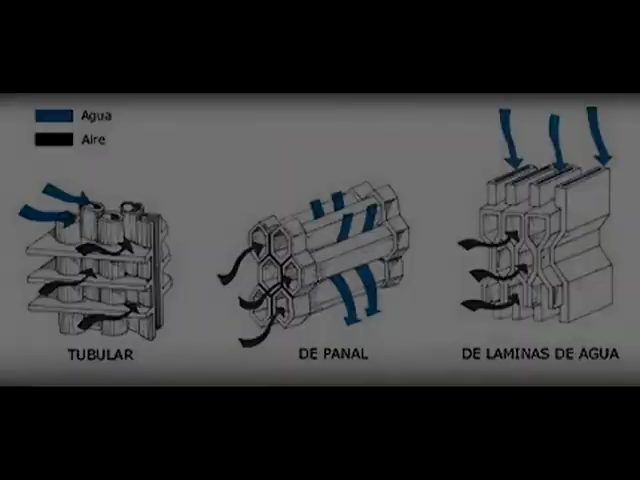 Agua
Aire
TUBULAR
DE PANAL
DE LAMINAS DE AGUA